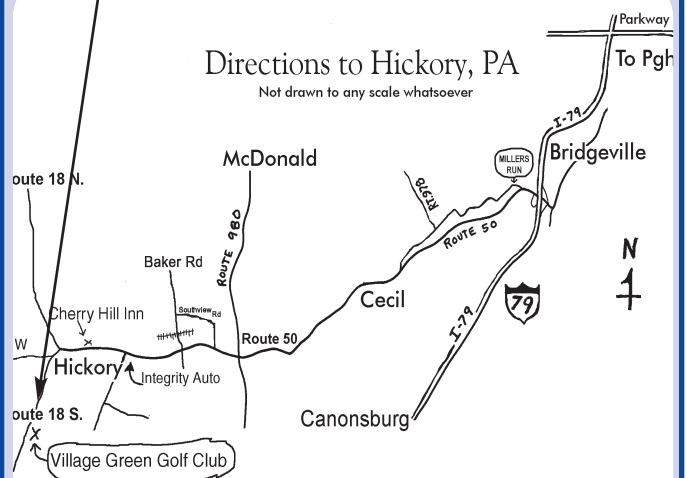 Parkway
Directions to Hickory, PA
To Pgh
Not drawn to any scale whatsoever
I-79
Bridgeville
McDonald
MILLERS
RUN
oute 18 N.
RT.978
ROUTE 980
ROUTE 50
N
Baker Rd
Cecil
79
Southview Rd
Cherry Hill Inn
x
I-79
W
Route 50
Hickory
Integrity Auto
oute 18 S.
Canonsburg
X
Village Green Golf Club